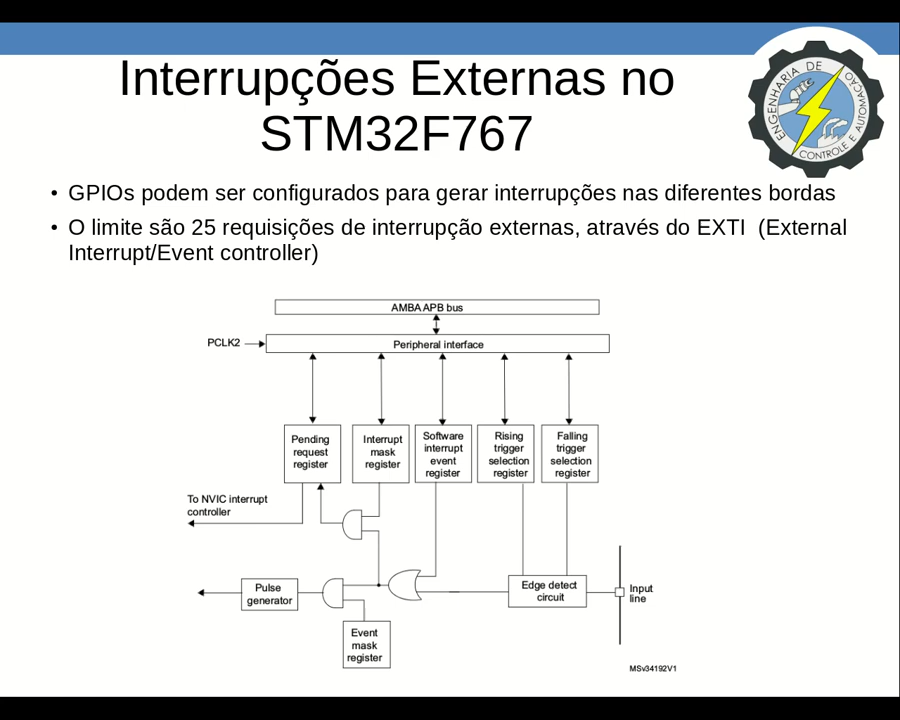 Interrupções Externas no
STM32F767
ENGENHARIA DE
CONTROLE E AUTOMAÇÃO
• GPIOs podem ser configurados para gerar interrupções nas diferentes bordas
• O limite são 25 requisições de interrupção externas, através do EXTI (External
Interrupt/Event controller)
AMBA APB bus
PCLK2
Peripheral interface
Pending
request
register
Interrupt
mask
register
Software
interrupt
event
register
Rising
trigger
selection
register
Falling
trigger
selection
register
To NVIC interrupt
controller
Pulse
generator
Event
mask
register
Edge detect
circuit
Input
line
MSv34192V1